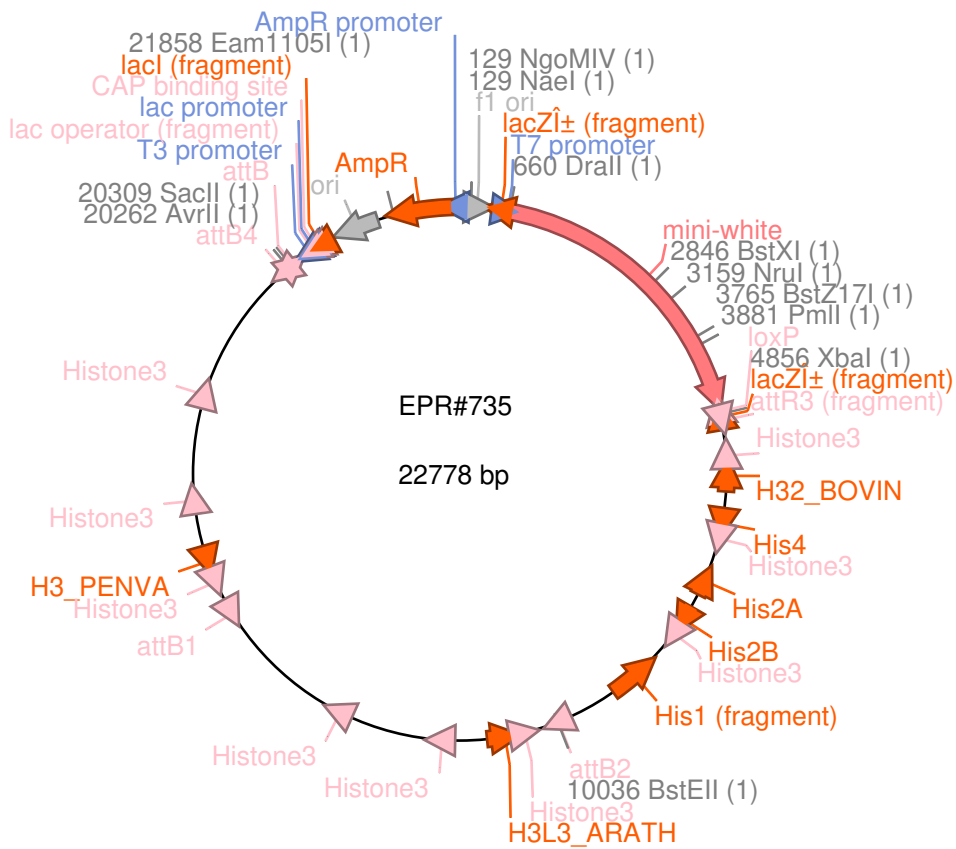 AmpR promoter
21858 Eam1105I (1)
lacI (fragment)
CAP binding site
lac promoter
lac operator (fragment)
T3 promoter
attB
20309 SacII (1)
20262 AvrII (1)
attB4
ori
AmpR
129 NgoMIV (1)
129 NaeI (1)
f1 ori
lacZÎ± (fragment)
T7 promoter
660 DraII (1)
mini-white
2846 BstXI (1)
3159 NruI (1)
3765 BstZ17I (1)
3881 PmlI (1)
loxP
4856 XbaI (1)
lacZÎ± (fragment)
attR3 (fragment)
Histone3
H32_BOVIN
His4
Histone3
His2A
His2B
Histone3
His1 (fragment)
attB2
10036 BstEII (1)
Histone3
H3L3_ARATH
Histone3
Histone3
attB1
Histone3
H3_PENVA
Histone3
Histone3
EPR#735
22778 bp